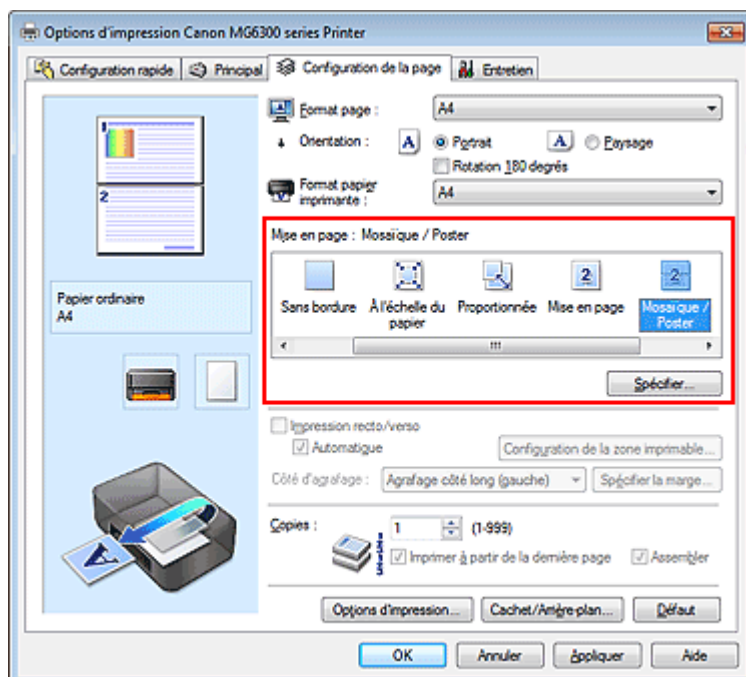 Options d'impression Canon MG6300 series Printer
Configuration rapide Principal Configuration de la page Entretien
Format page : A4
Orientation : A Portrait A Paysage
Rotation 180 degrés
Format papier
imprimante : A4
Mise en page : Mosaïque / Poster
Sans bordure À l'échelle du papier Proportionnée Mise en page Mosaïque / Poster
Spécifier...
1
2
Papier ordinaire
A4
Impression recto/verso
Automatique Configuration de la zone imprimable...
Côté d'agrafage : Agrafage côté long (gauche) Spécifier la marge...
Copies : 1 (1-999)
Imprimer à partir de la dernière page Assembler
Options d'impression... Cachet/Arrière-plan... Défaut
OK Annuler Appliquer Aide